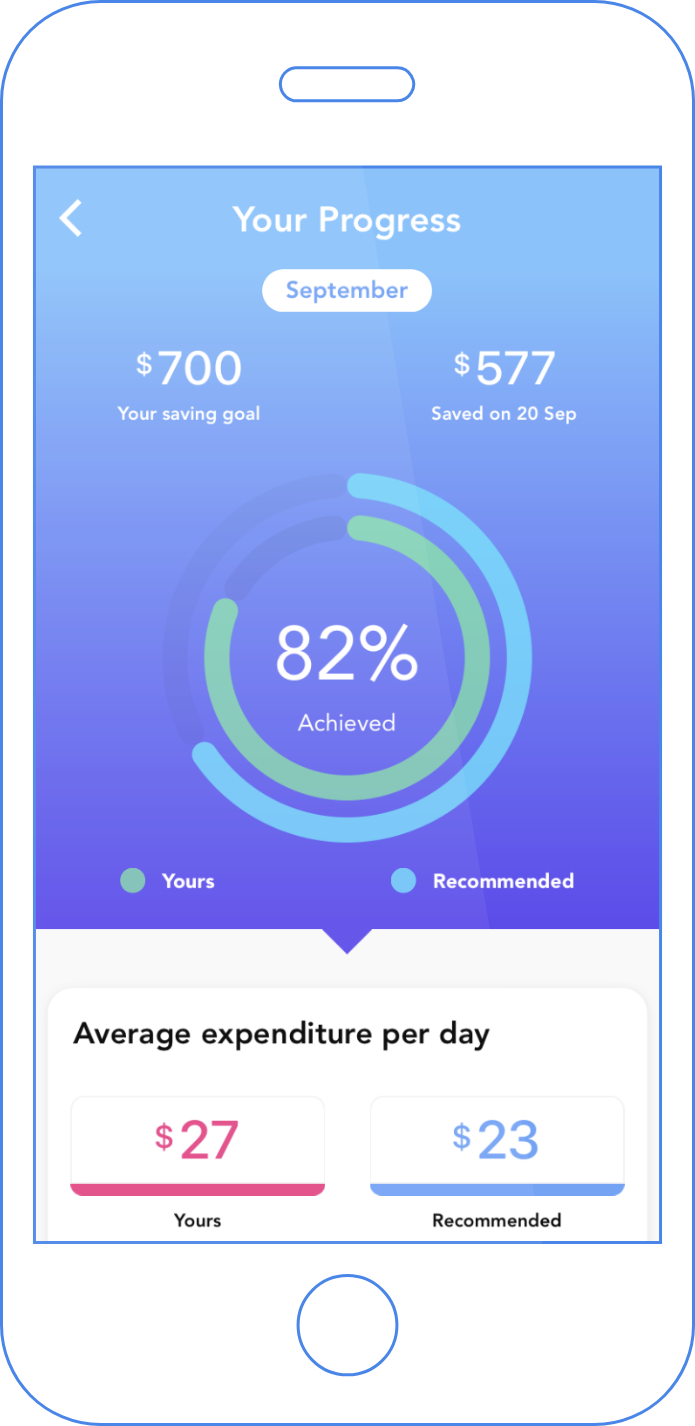 Your Progress
September
$700
$577
Your saving goal
Saved on 20 Sep
82%
Achieved
Yours
Recommended
Average expenditure per day
$27
$23
Yours
Recommended